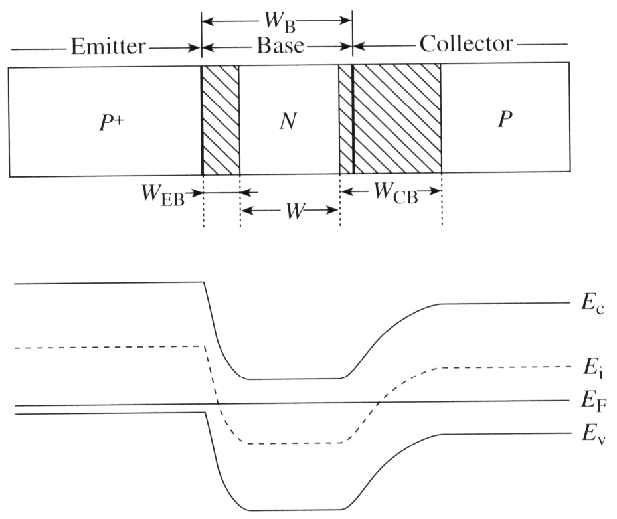 W_B
Emitter Base Collector
P+ N P
W_EB W_CB
W
E_c
E_i
E_F
E_v